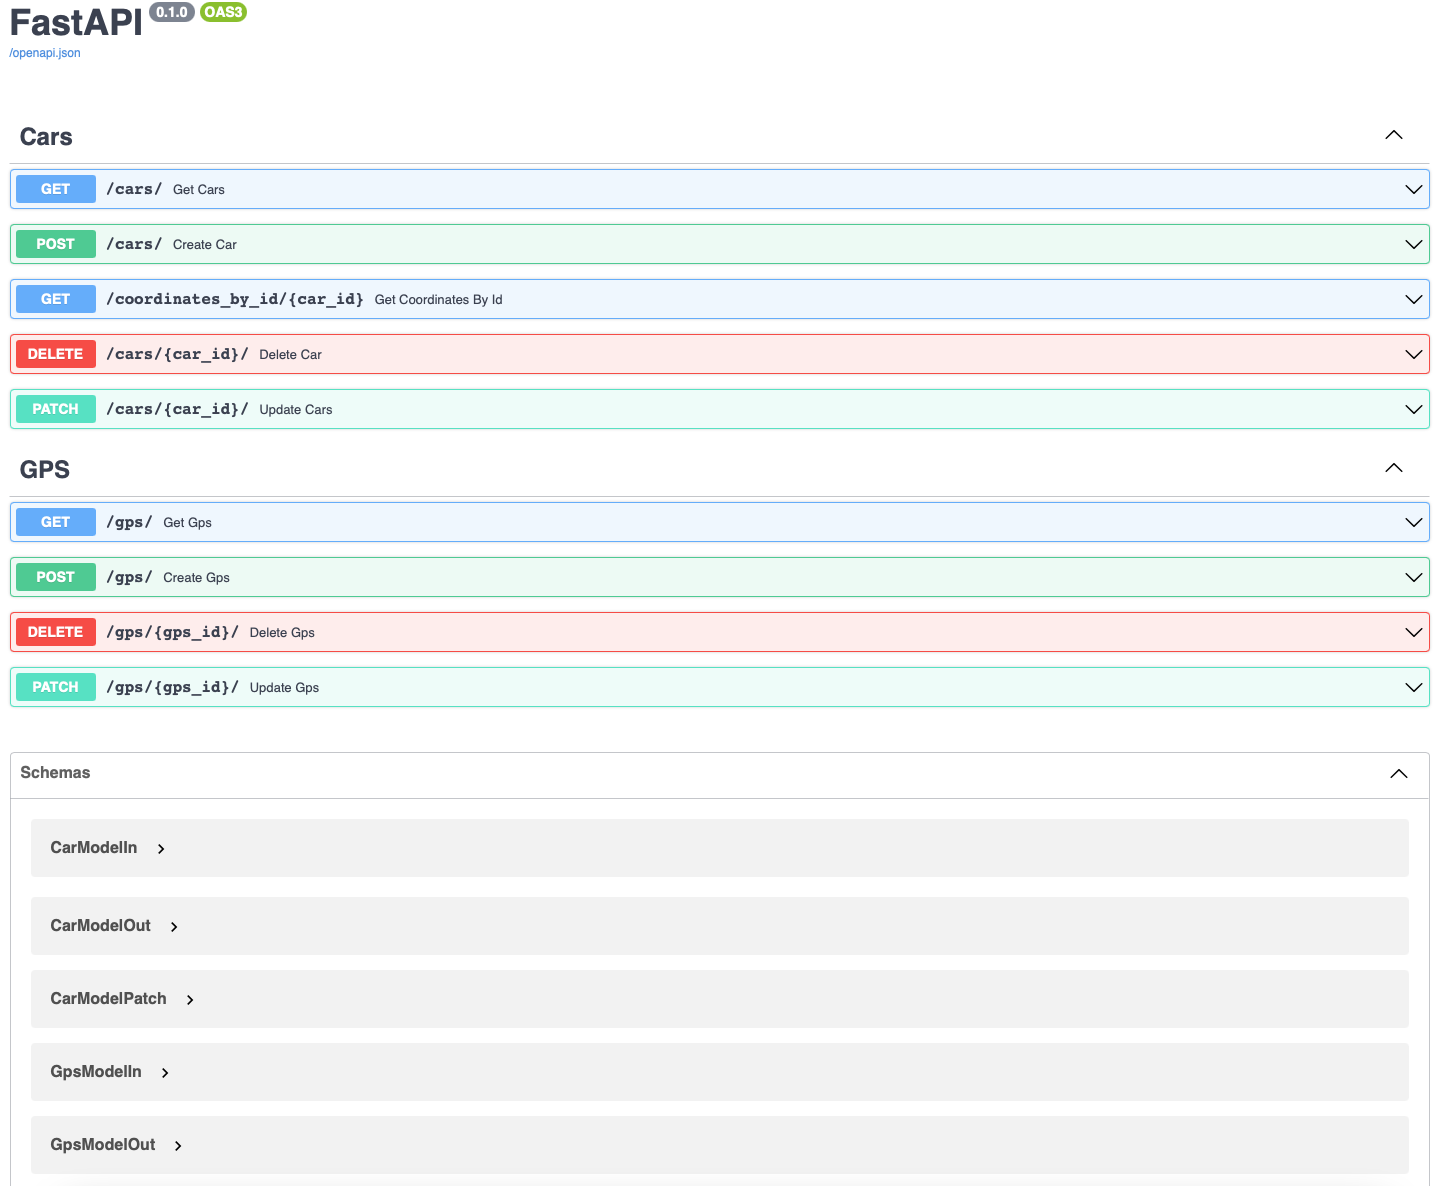 FastAPI 0.1.0 OAS3
/openapi.json
Cars
GET /cars/ Get Cars
POST /cars/ Create Car
GET /coordinates_by_id/{car_id} Get Coordinates By Id
DELETE /cars/{car_id}/ Delete Car
PATCH /cars/{car_id}/ Update Cars
GPS
GET /gps/ Get Gps
POST /gps/ Create Gps
DELETE /gps/{gps_id}/ Delete Gps
PATCH /gps/{gps_id}/ Update Gps
Schemas
CarModelIn
CarModelOut
CarModelPatch
GpsModelIn
GpsModelOut